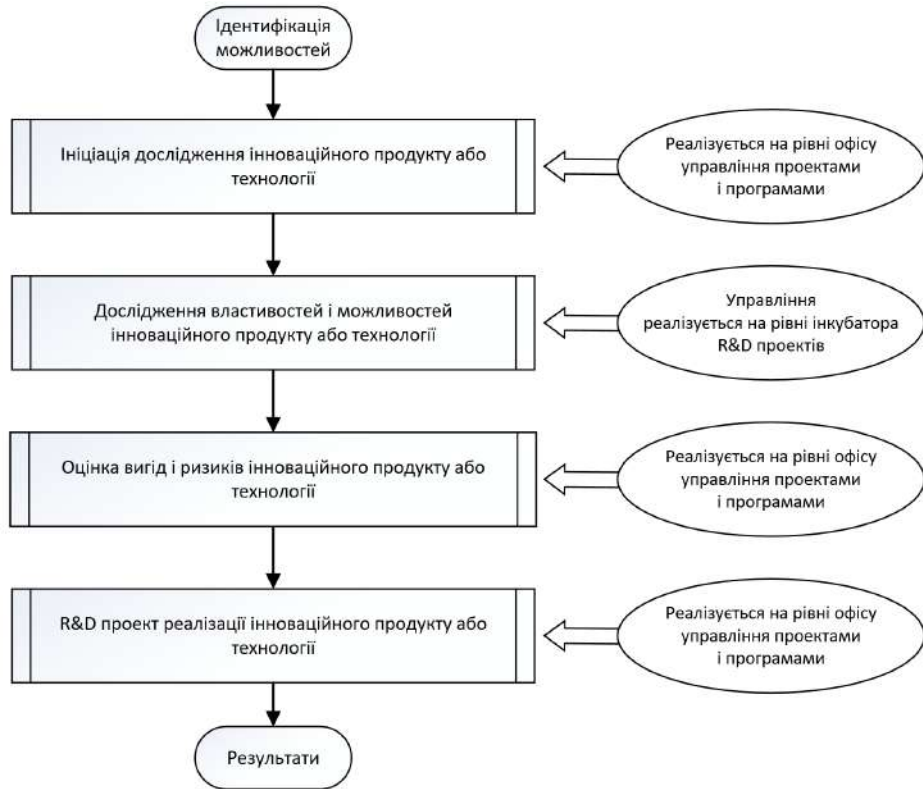 Ідентифікація
можливостей
Ініціація дослідження інноваційного продукту або
технології
Реалізується на рівні офісу
управління проектами
і програмами
Дослідження властивостей і можливостей
інноваційного продукту або технології
Управління
реалізується на рівні інкубатора
R&D проектів
Оцінка вигід і ризиків інноваційного продукту або
технології
Реалізується на рівні офісу
управління проектами
і програмами
R&D проект реалізації інноваційного продукту або
технології
Реалізується на рівні офісу
управління проектами
і програмами
Результати